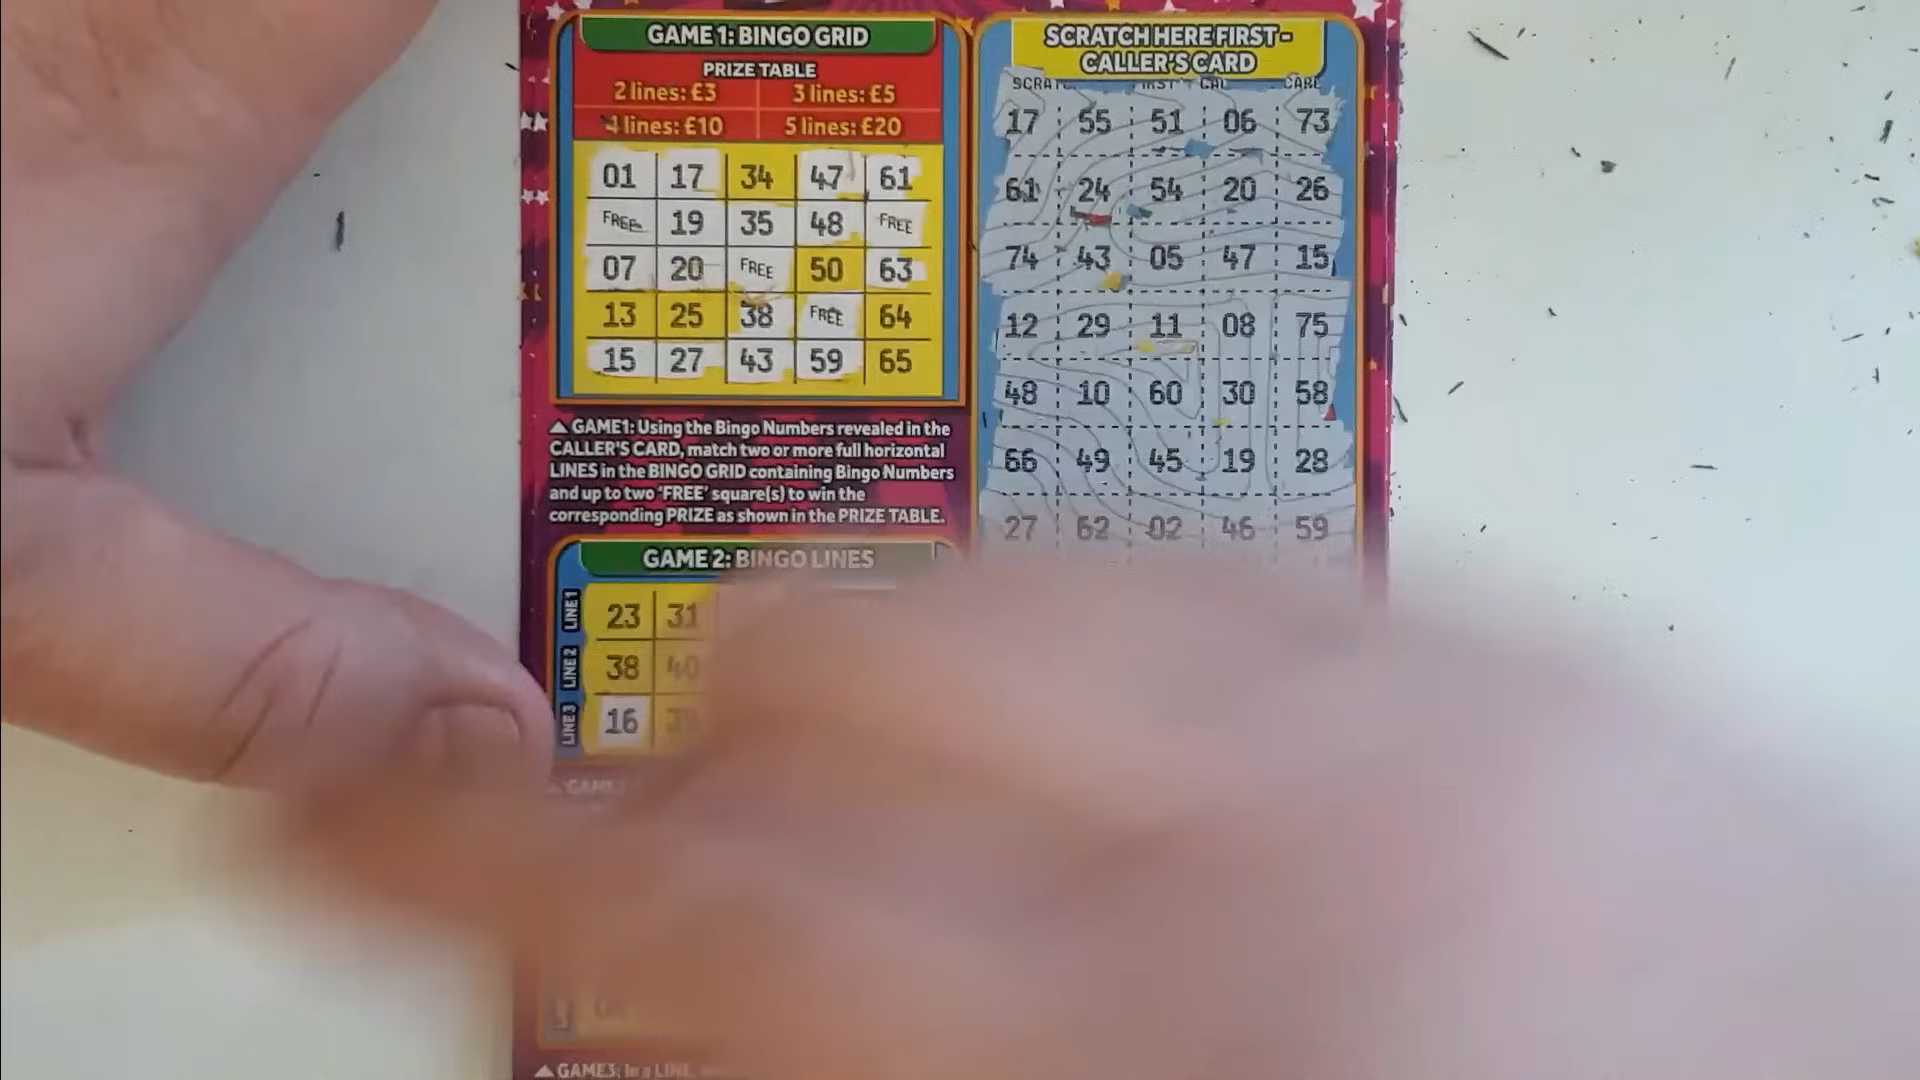 GAME 1: BINGO GRID
PRIZE TABLE
2 lines: £3 3 lines: £5
4 lines: £10 5 lines: £20
01 17 34 47 61
FREE 19 35 48 FREE
07 20 FREE 50 63
13 25 38 FREE 64
15 27 43 59 65
▲ GAME1: Using the Bingo Numbers revealed in the
CALLER'S CARD, match two or more full horizontal
LINES in the BINGO GRID containing Bingo Numbers
and up to two 'FREE' square(s) to win the
corresponding PRIZE as shown in the PRIZE TABLE.
GAME 2: BINGO LINES
LINE 1 23 31
LINE 2 38 40
LINE 3 16
▲ GAME3: In a LINE,
SCRATCH HERE FIRST -
CALLER'S CARD
17 55 51 06 73
61 24 54 20 26
74 43 05 47 15
12 29 11 08 75
48 10 60 30 58
66 49 45 19 28
27 62 02 46 59